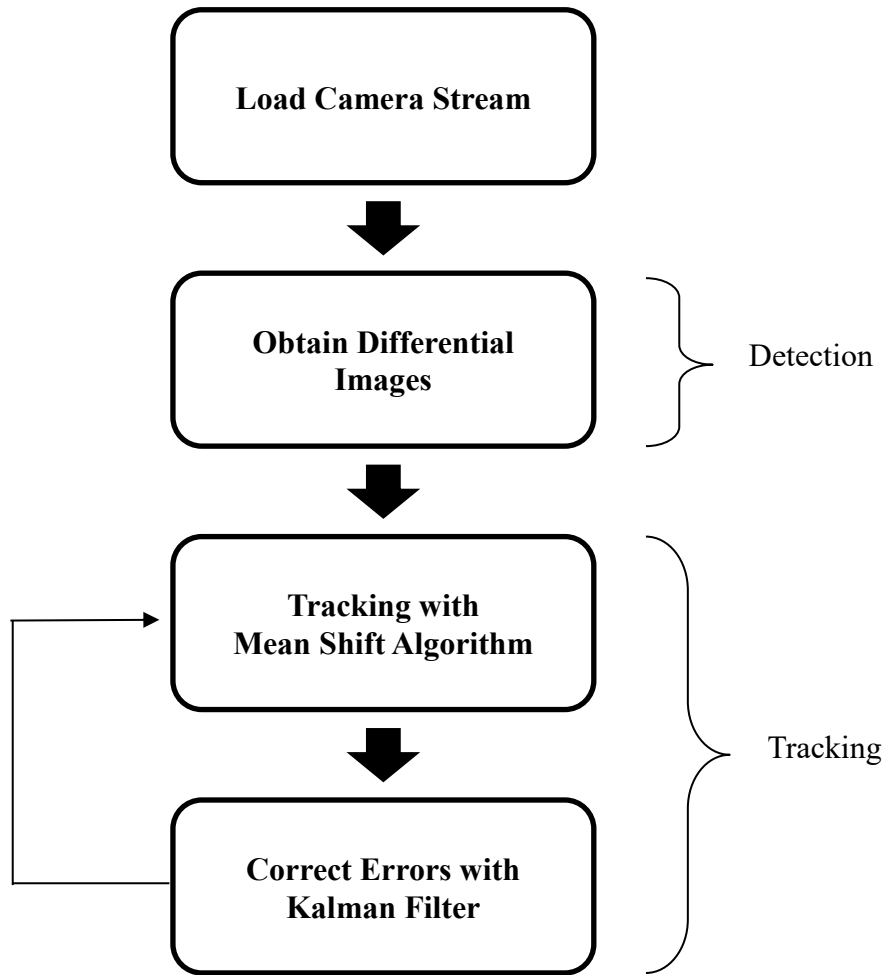 Load Camera Stream
Obtain Differential
Images
Detection
Tracking with
Mean Shift Algorithm
Tracking
Correct Errors with
Kalman Filter